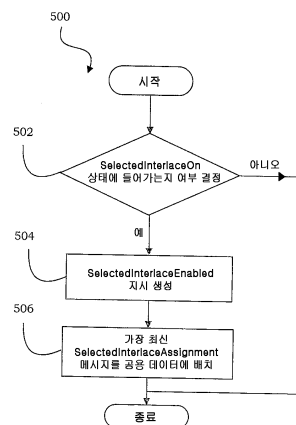 500
시작
502
SelectedInterlaceOn
상태에 들어가는지 여부 결정
아니오
예
504
SelectedInterlaceEnabled
지시 생성
506
가장 최신
SelectedInterlaceAssignment
메시지를 공용 데이터에 배치
종료